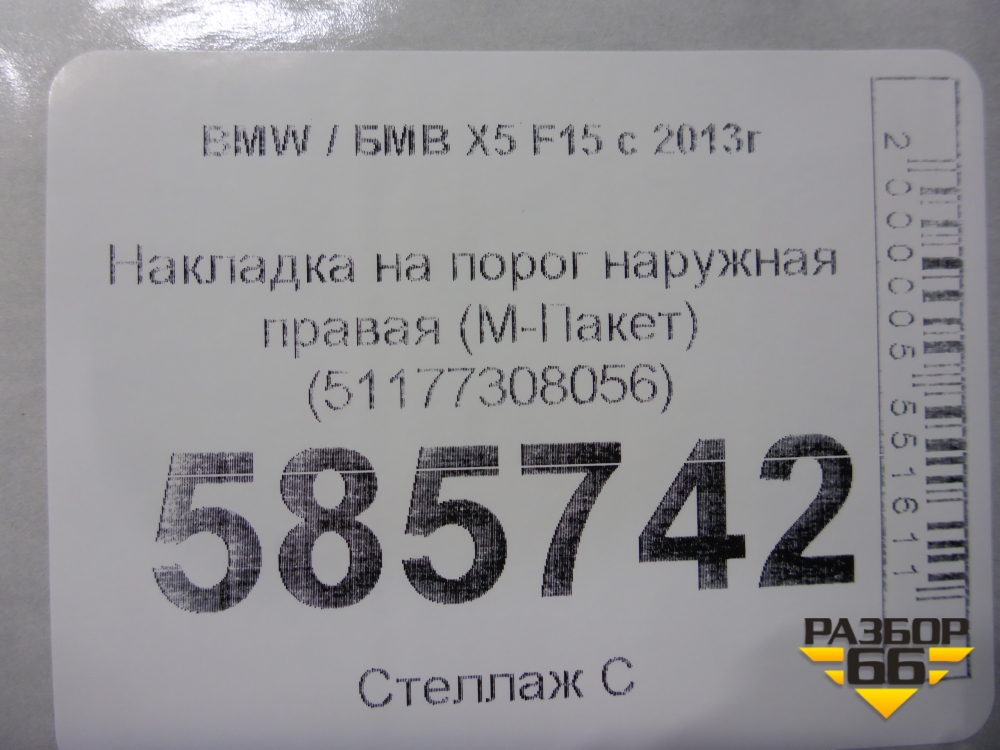 BMW / БМВ X5 F15 с 2013г
Накладка на порог наружная
правая (М-Пакет)
(51177308056)
585742
Стеллаж С
2000005551611
РАЗБОР
66